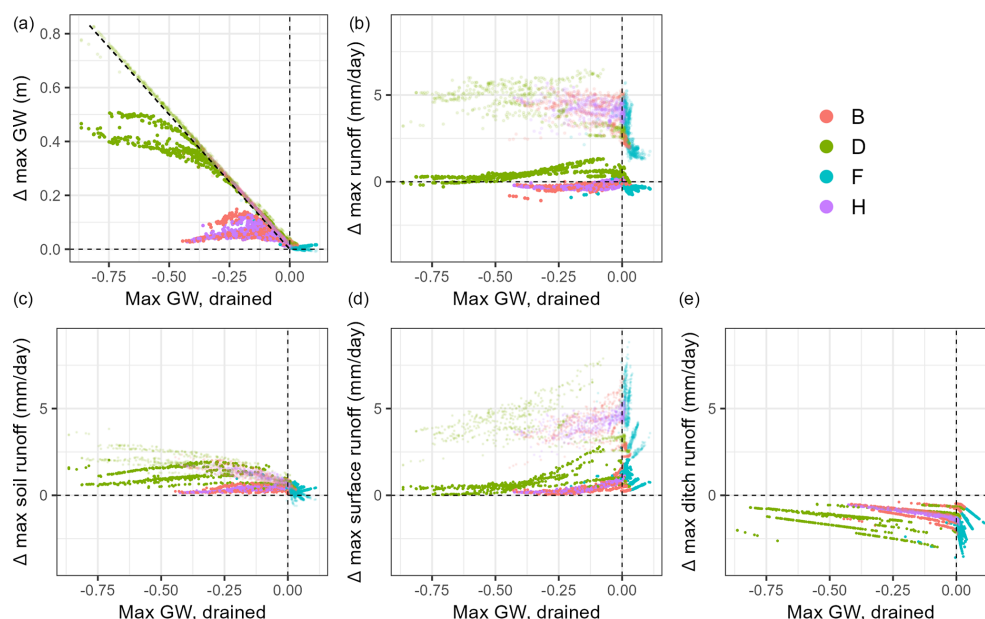 (a)
Δ max GW (m)
0.8
0.6
0.4
0.2
0.0
-0.75 -0.50 -0.25 0.00
Max GW, drained
(b)
Δ max runoff (mm/day)
5
0
-0.75 -0.50 -0.25 0.00
Max GW, drained
B
D
F
H
(c)
Δ max soil runoff (mm/day)
5
0
-0.75 -0.50 -0.25 0.00
Max GW, drained
(d)
Δ max surface runoff (mm/day)
5
0
-0.75 -0.50 -0.25 0.00
Max GW, drained
(e)
Δ max ditch runoff (mm/day)
5
0
-0.75 -0.50 -0.25 0.00
Max GW, drained